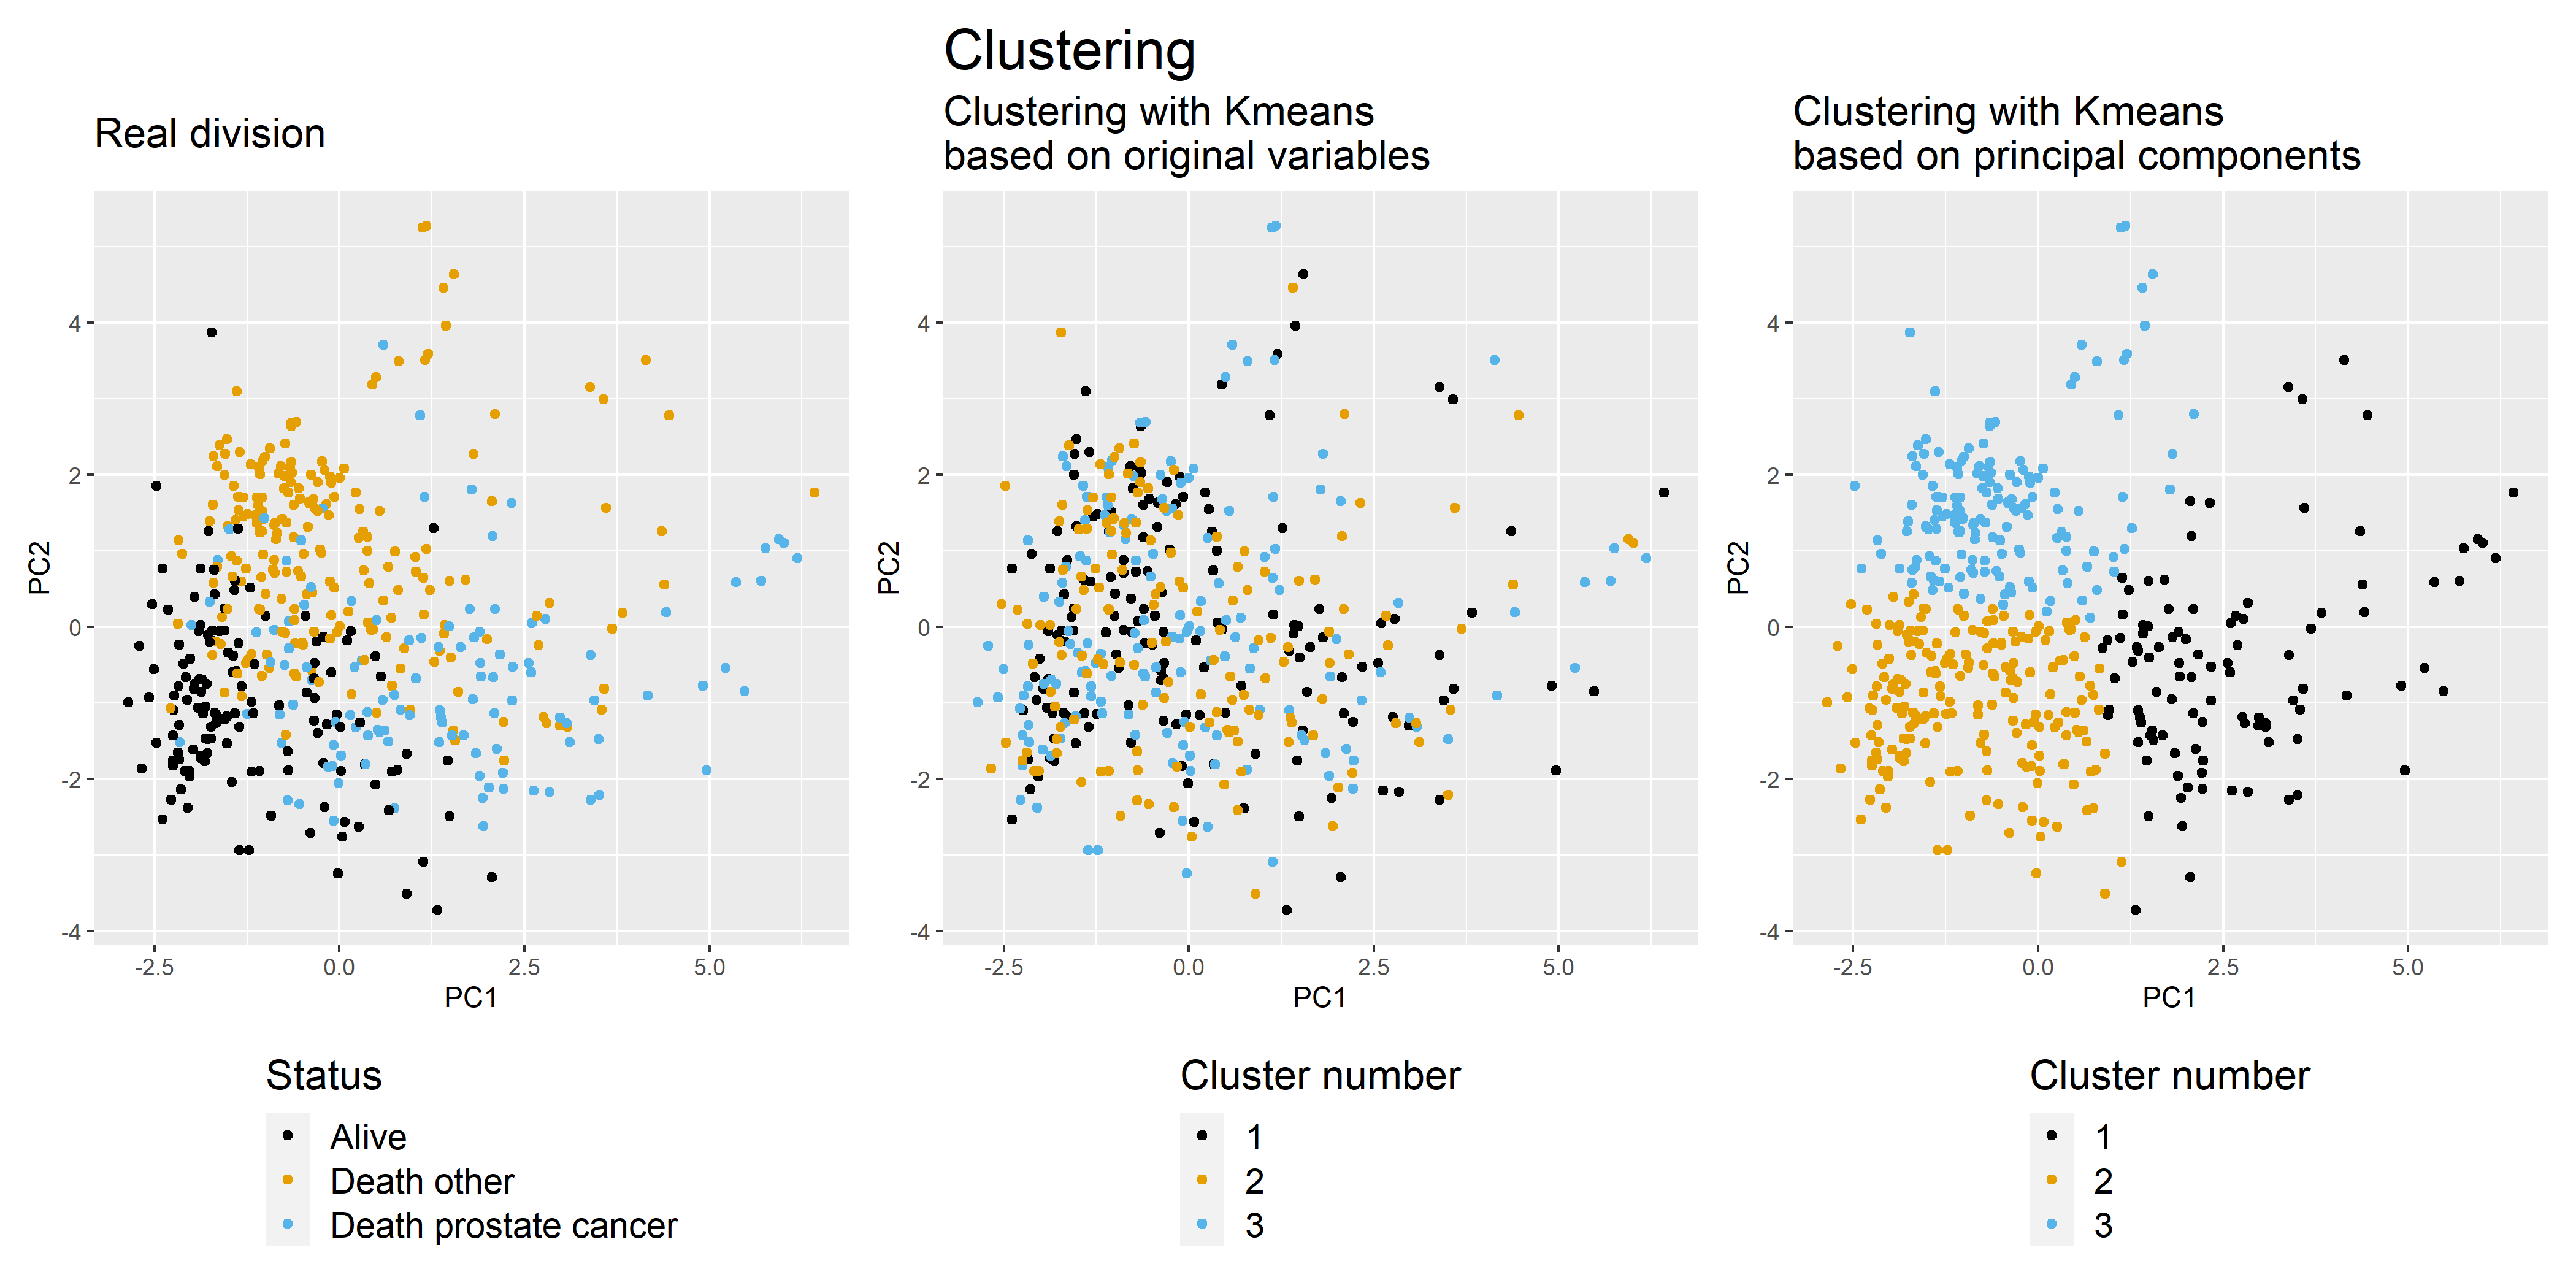 Clustering
Real division
Clustering with Kmeans
based on original variables
Clustering with Kmeans
based on principal components
PC2
4
2
0
-2
-4
-2.5
0.0
2.5
5.0
PC1
PC2
4
2
0
-2
-4
-2.5
0.0
2.5
5.0
PC1
PC2
4
2
0
-2
-4
-2.5
0.0
2.5
5.0
PC1
Status
Alive
Death other
Death prostate cancer
Cluster number
1
2
3
Cluster number
1
2
3